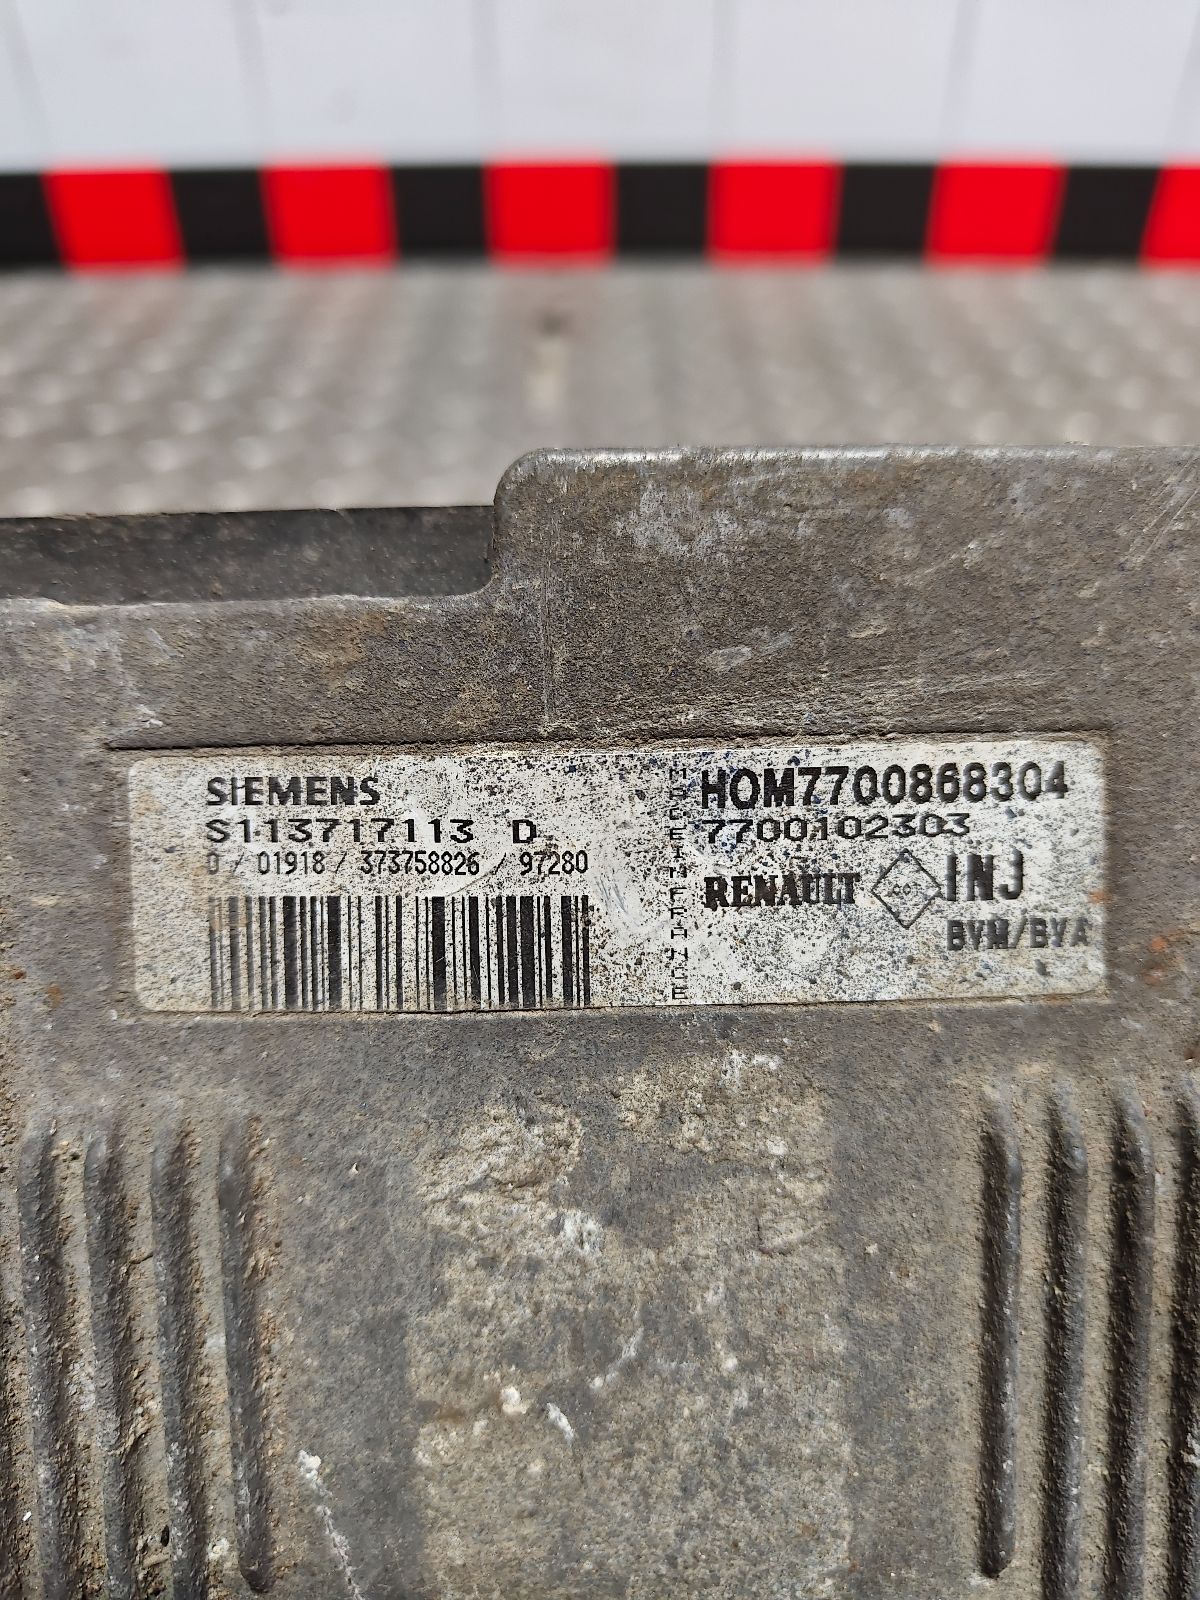 SIEMENS
S113717113 D
0 / 01918 / 373758826 / 97280
MADE IN FRANCE
HOM7700868304
7700102303
RENAULT INJ
BVM/BVA